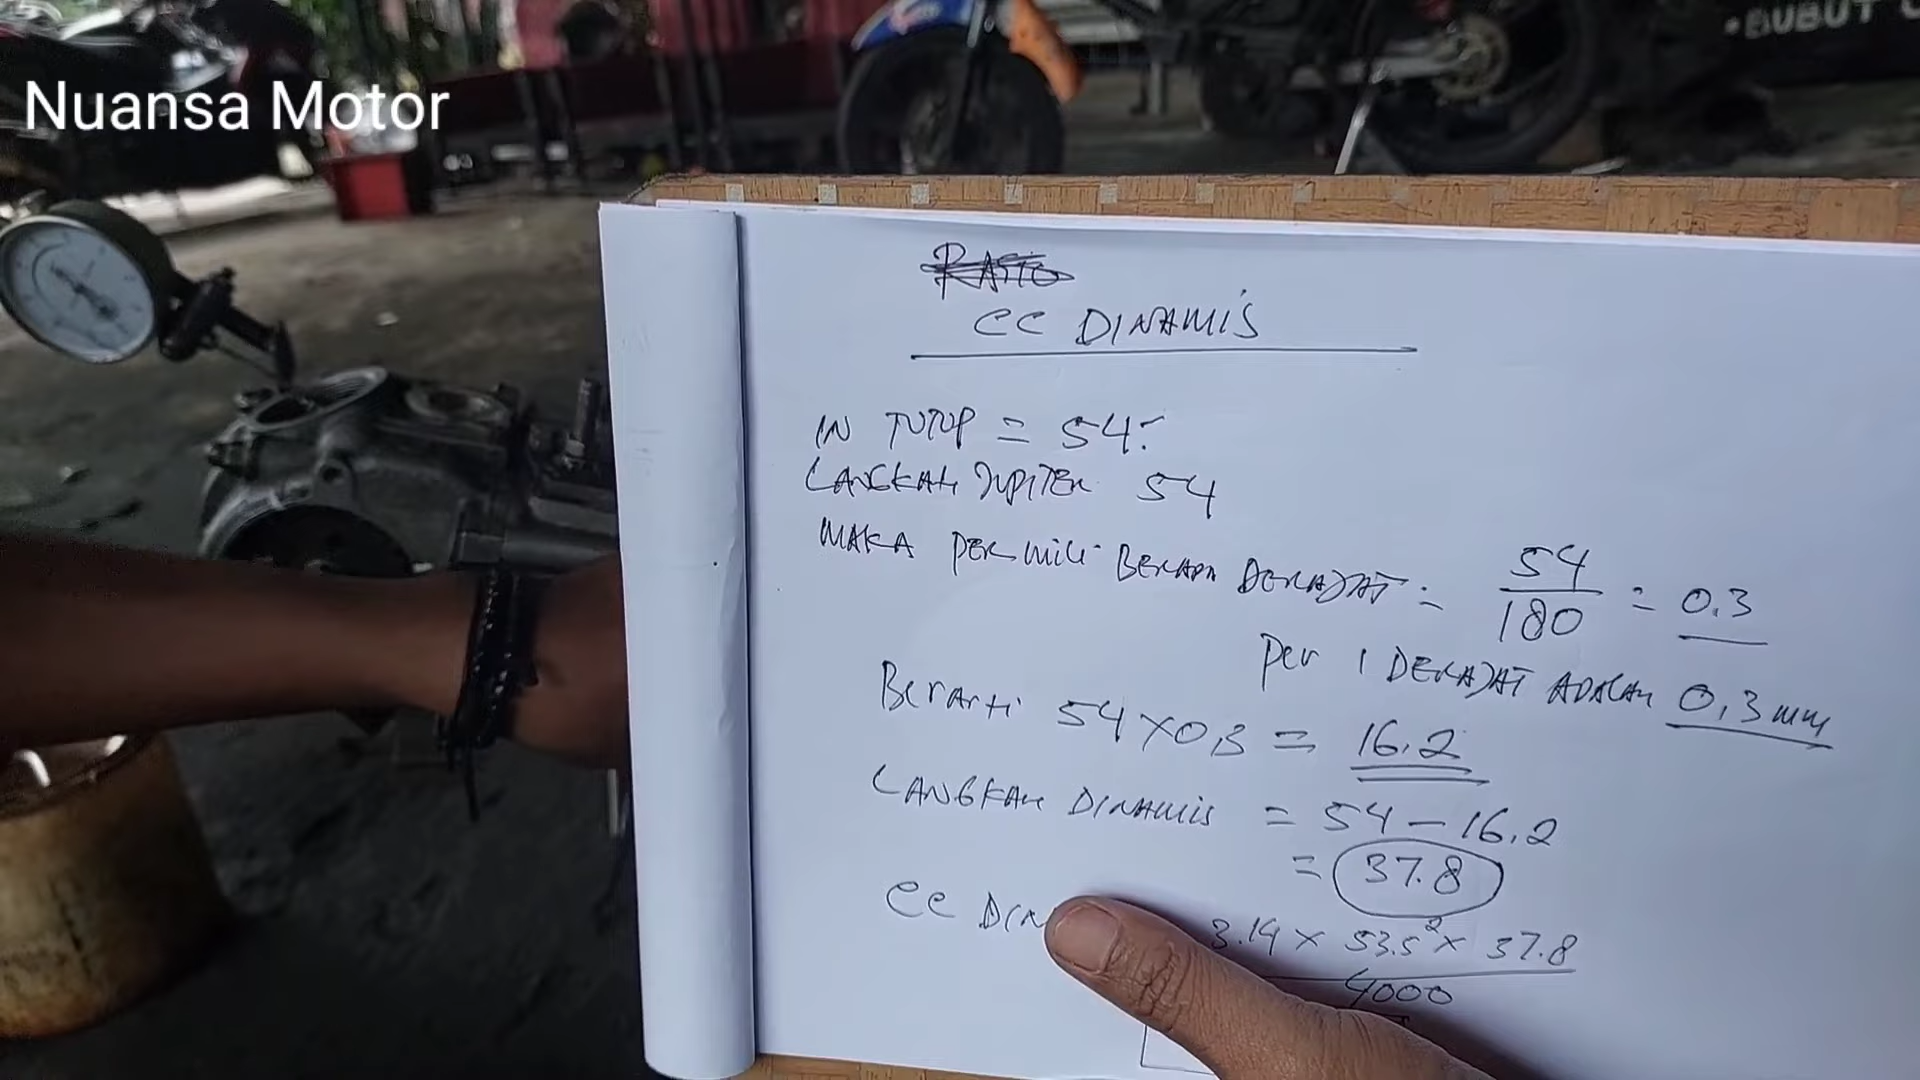 Nuansa Motor
BUBUT
RATIO
CC DINAMIS
IN TUTUP = 54°
LANGKAH JUPITER 54
MAKA PER MILI BERAPA DERAJAT = 54/180 = 0.3
PER 1 DERAJAT ADALAH 0,3 mm
BERARTI 54 X 0.3 = 16.2
LANGKAH DINAMIS = 54 - 16.2
= 37.8
CC DIN 3.14 x 53.5² x 37.8
4000